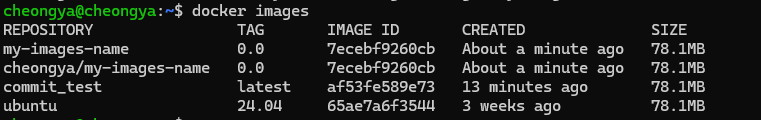 cheongya@cheongya:~$ docker images
REPOSITORY TAG IMAGE ID CREATED SIZE
my-images-name 0.0 7ecebf9260cb About a minute ago 78.1MB
cheongya/my-images-name 0.0 7ecebf9260cb About a minute ago 78.1MB
commit_test latest af53fe589e73 13 minutes ago 78.1MB
ubuntu 24.04 65ae7a6f3544 3 weeks ago 78.1MB